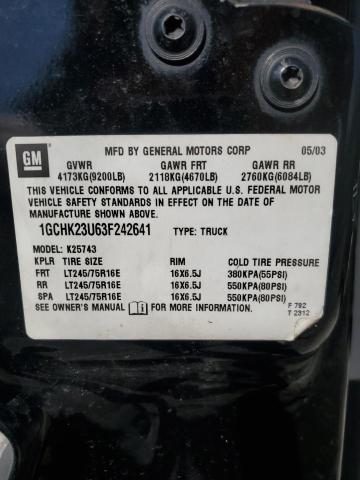 GM
MFD BY GENERAL MOTORS CORP 05/03
GVWR GAWR FRT GAWR RR
4173KG(9200LB) 2118KG(4670LB) 2760KG(6084LB)
THIS VEHICLE CONFORMS TO ALL APPLICABLE U.S. FEDERAL MOTOR
VEHICLE SAFETY STANDARDS IN EFFECT ON THE DATE OF
MANUFACTURE SHOWN ABOVE.
1GCHK23U63F242641 TYPE: TRUCK
MODEL: K25743
KPLR TIRE SIZE RIM COLD TIRE PRESSURE
FRT LT245/75R16E 16X6.5J 380KPA(55PSI)
RR LT245/75R16E 16X6.5J 550KPA(80PSI)
SPA LT245/75R16E 16X6.5J 550KPA(80PSI)
SEE OWNER'S MANUAL FOR MORE INFORMATION.
F 792
T 2312